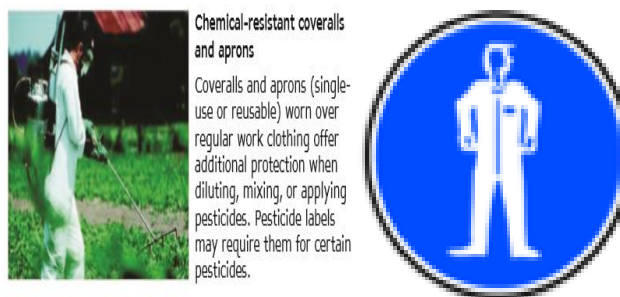 Chemical-resistant coveralls
and aprons
Coveralls and aprons (single-
use or reusable) worn over
regular work clothing offer
additional protection when
diluting, mixing, or applying
pesticides. Pesticide labels
may require them for certain
pesticides.